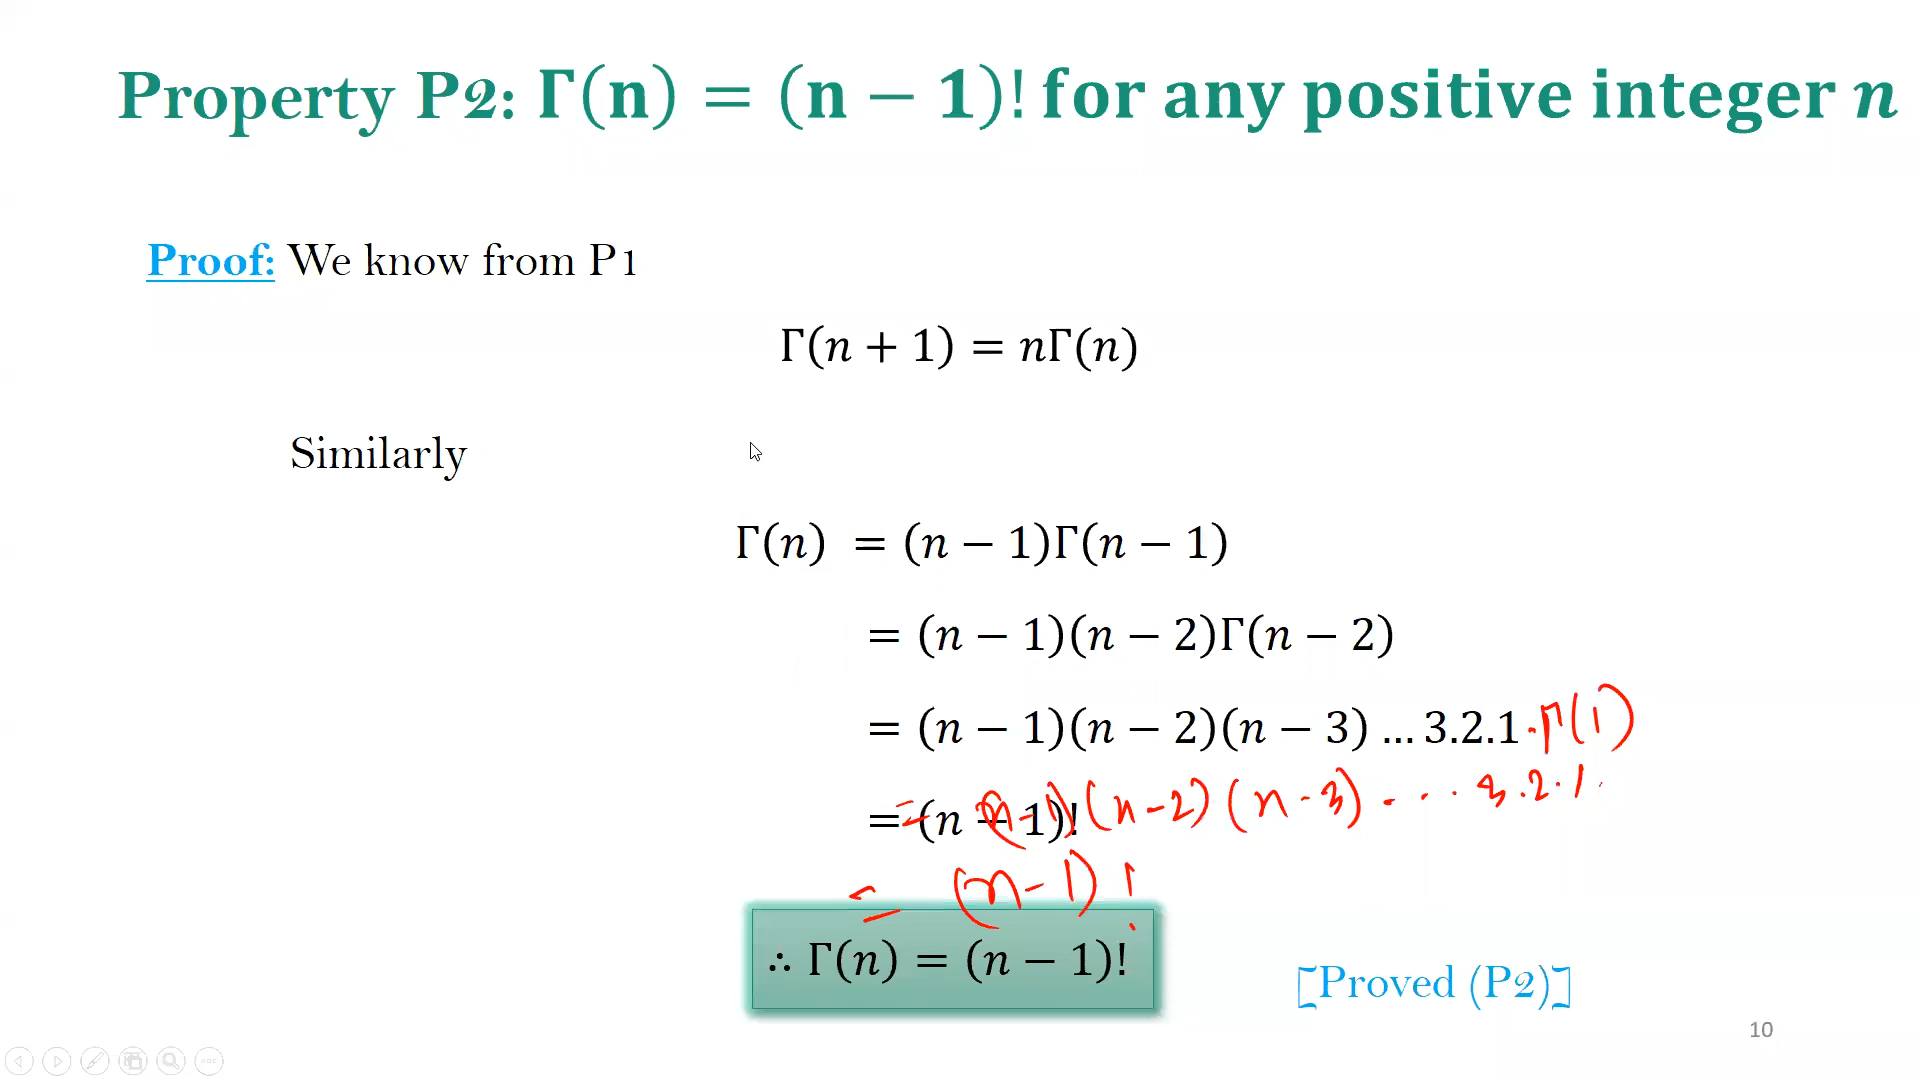 Property P2: Γ(n) = (n − 1)! for any positive integer n
Proof: We know from P1
Γ(n + 1) = nΓ(n)
Similarly
Γ(n) = (n − 1)Γ(n − 1)
= (n − 1)(n − 2)Γ(n − 2)
= (n − 1)(n − 2)(n − 3) ... 3.2.1 .Γ(1)
= (n − 1)!
= (n-1)(n-2)(n-3)....3.2.1.
= (n-1)!
∴ Γ(n) = (n − 1)!
[Proved (P2)]
10